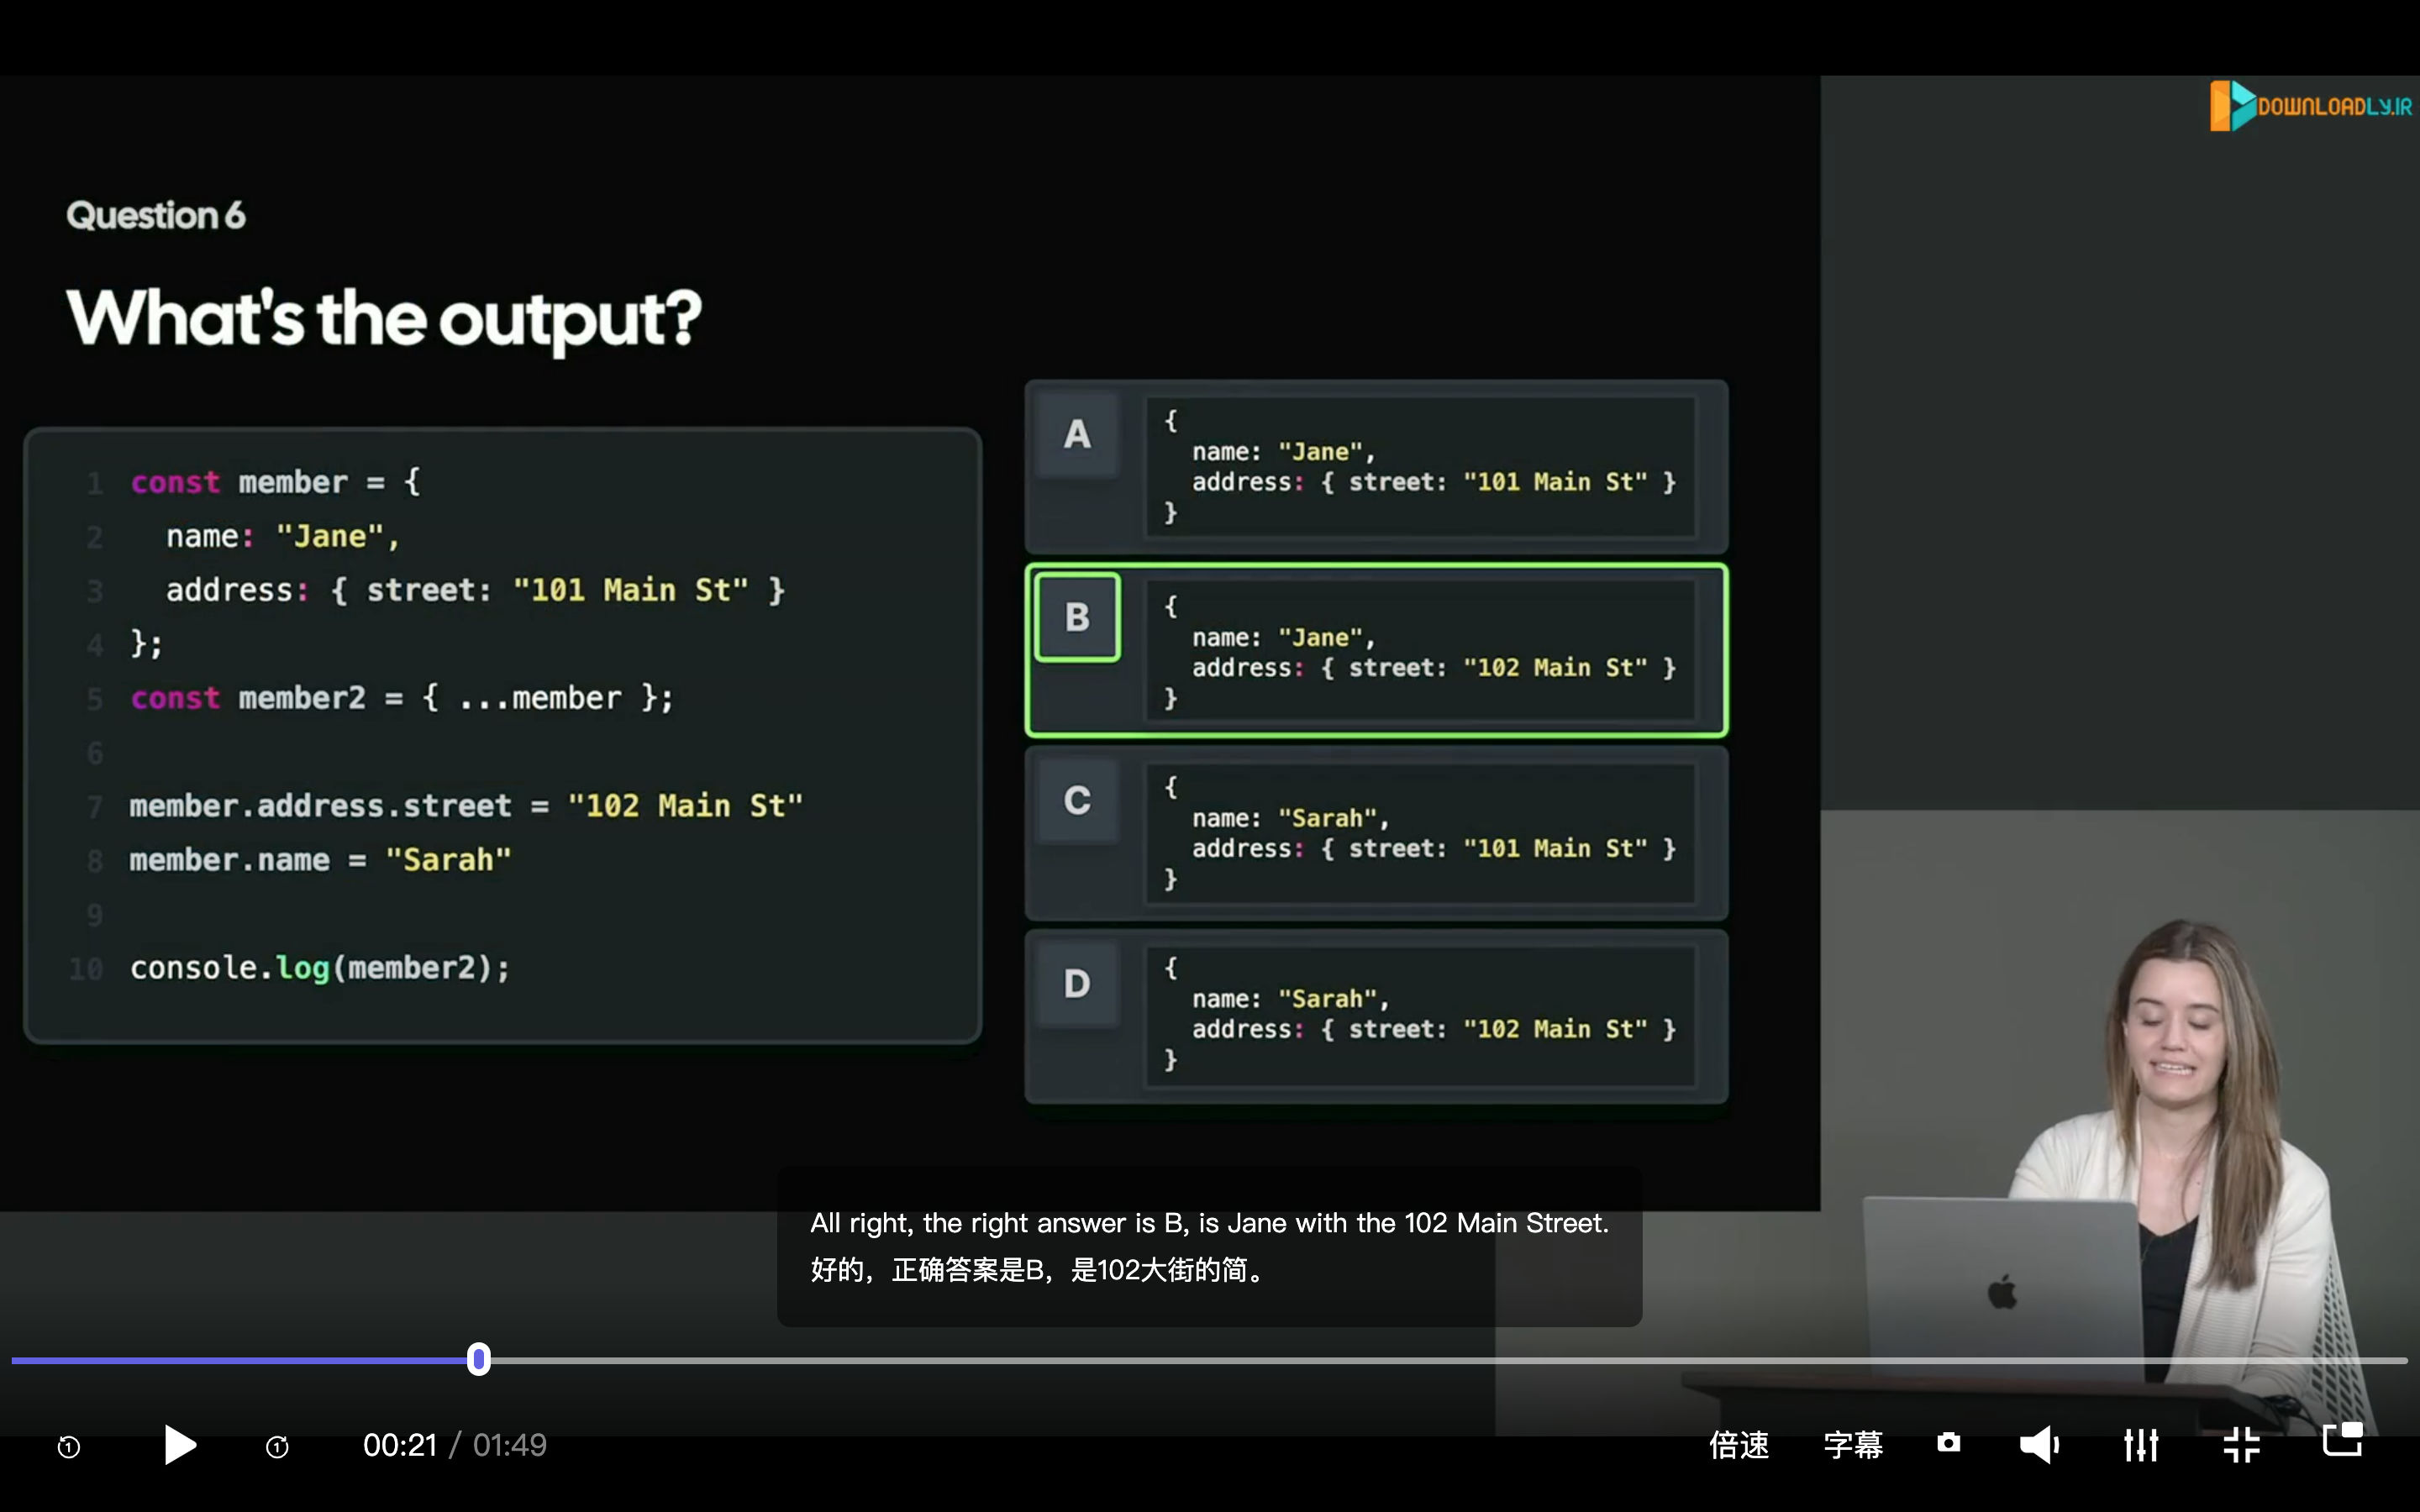 DOWNLOADLY.IR
Question 6
What's the output?
1 const member = {
2 name: "Jane",
3 address: { street: "101 Main St" }
4 };
5 const member2 = { ...member };
6
7 member.address.street = "102 Main St"
8 member.name = "Sarah"
9
10 console.log(member2);
A
{
name: "Jane",
address: { street: "101 Main St" }
}
B
{
name: "Jane",
address: { street: "102 Main St" }
}
C
{
name: "Sarah",
address: { street: "101 Main St" }
}
D
{
name: "Sarah",
address: { street: "102 Main St" }
}
All right, the right answer is B, is Jane with the 102 Main Street.
好的，正确答案是B，是102大街的简。
1 1 00:21 / 01:49 倍速 字幕